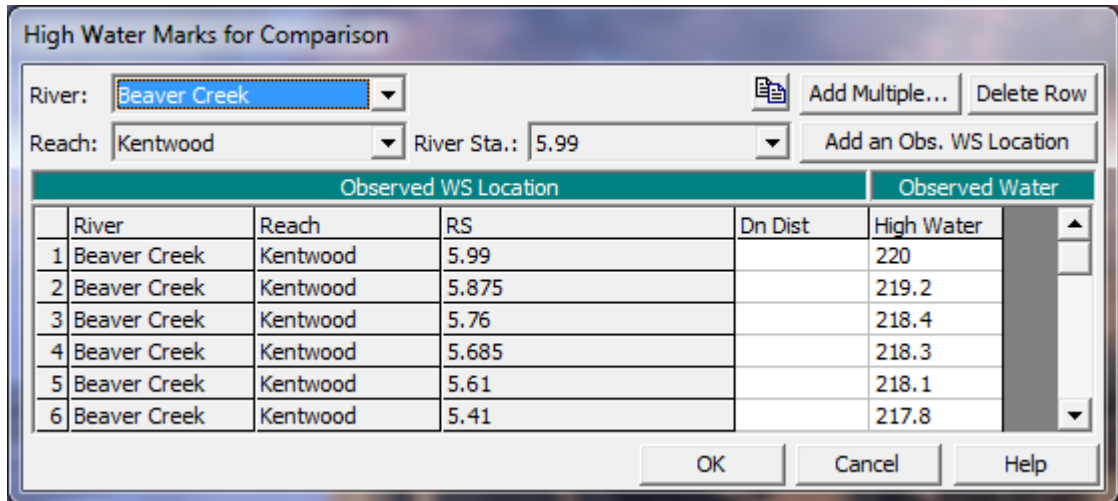 High Water Marks for Comparison
River: Beaver Creek Add Multiple... Delete Row
Reach: Kentwood River Sta.: 5.99 Add an Obs. WS Location
Observed WS Location Observed Water
River Reach RS Dn Dist High Water
1 Beaver Creek Kentwood 5.99 220
2 Beaver Creek Kentwood 5.875 219.2
3 Beaver Creek Kentwood 5.76 218.4
4 Beaver Creek Kentwood 5.685 218.3
5 Beaver Creek Kentwood 5.61 218.1
6 Beaver Creek Kentwood 5.41 217.8
OK Cancel Help